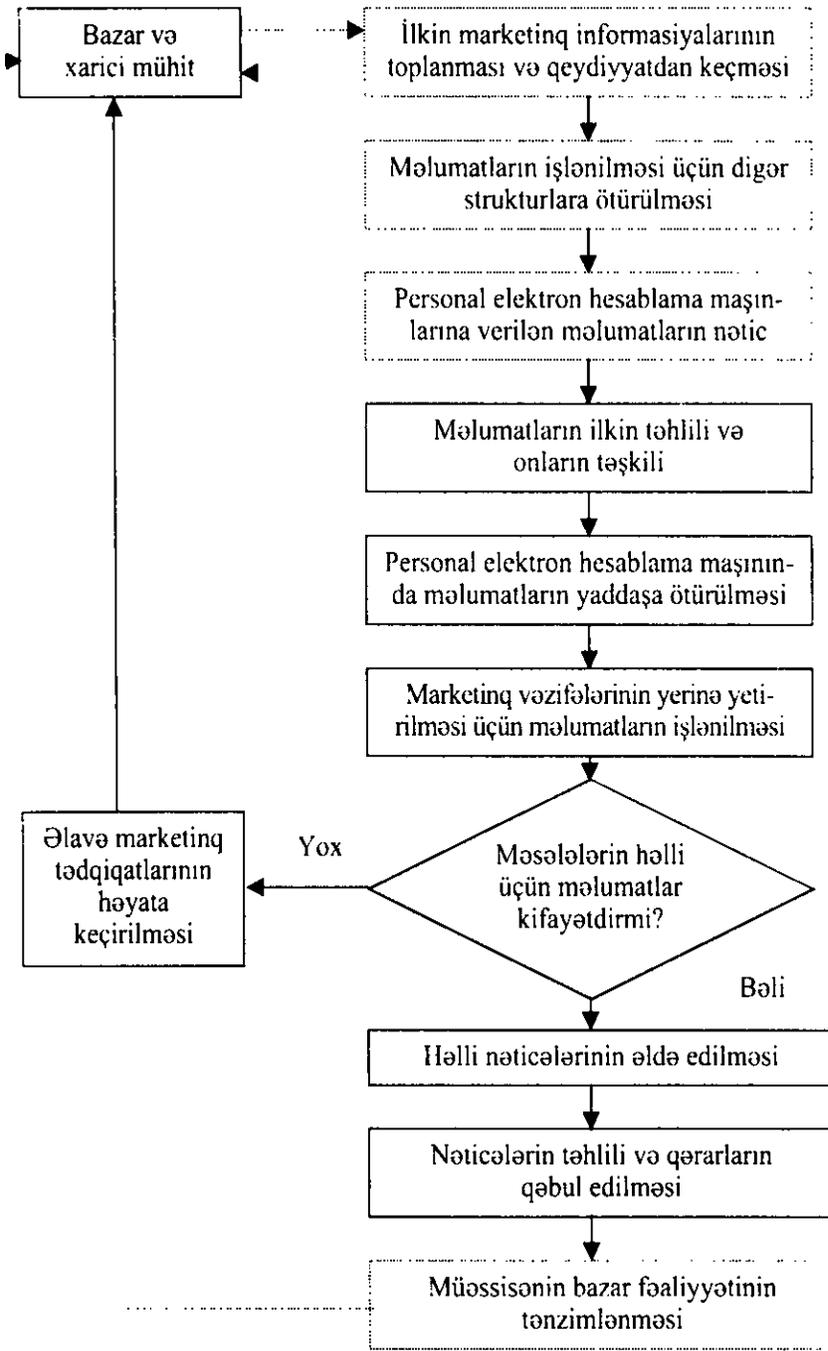 Bazar və
xarici mühit
İlkin marketinq informasiyalarının
toplanması və qeydiyyatdan keçməsi
Məlumatların işlənilməsi üçün digər
strukturlara ötürülməsi
Personal elektron hesablama maşın-
larına verilən məlumatların nətic
Məlumatların ilkin təhlili və
onların təşkili
Personal elektron hesablama maşının-
da məlumatların yaddaşa ötürülməsi
Marketinq vəzifələrinin yerinə yeti-
rilməsi üçün məlumatların işlənilməsi
Məsələlərin həlli
üçün məlumatlar
kifayətdirmi?
Yox
Əlavə marketinq
tədqiqatlarının
həyata
keçirilməsi
Bəli
Həlli nəticələrinin əldə edilməsi
Nəticələrin təhlili və qərarların
qəbul edilməsi
Müəssisənin bazar fəaliyyətinin
tənzimlənməsi